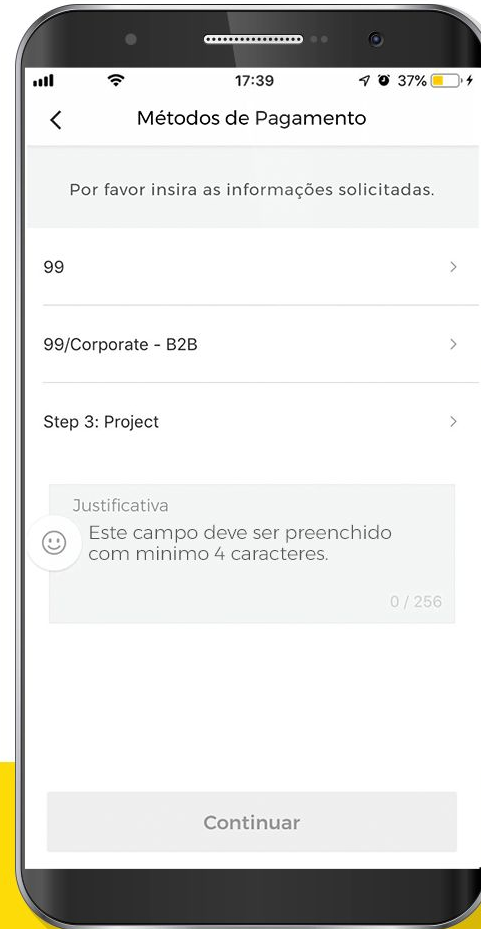 17:39
37%
Métodos de Pagamento
Por favor insira as informações solicitadas.
99
99/Corporate - B2B
Step 3: Project
Justificativa
Este campo deve ser preenchido
com minimo 4 caracteres.
0 / 256
Continuar